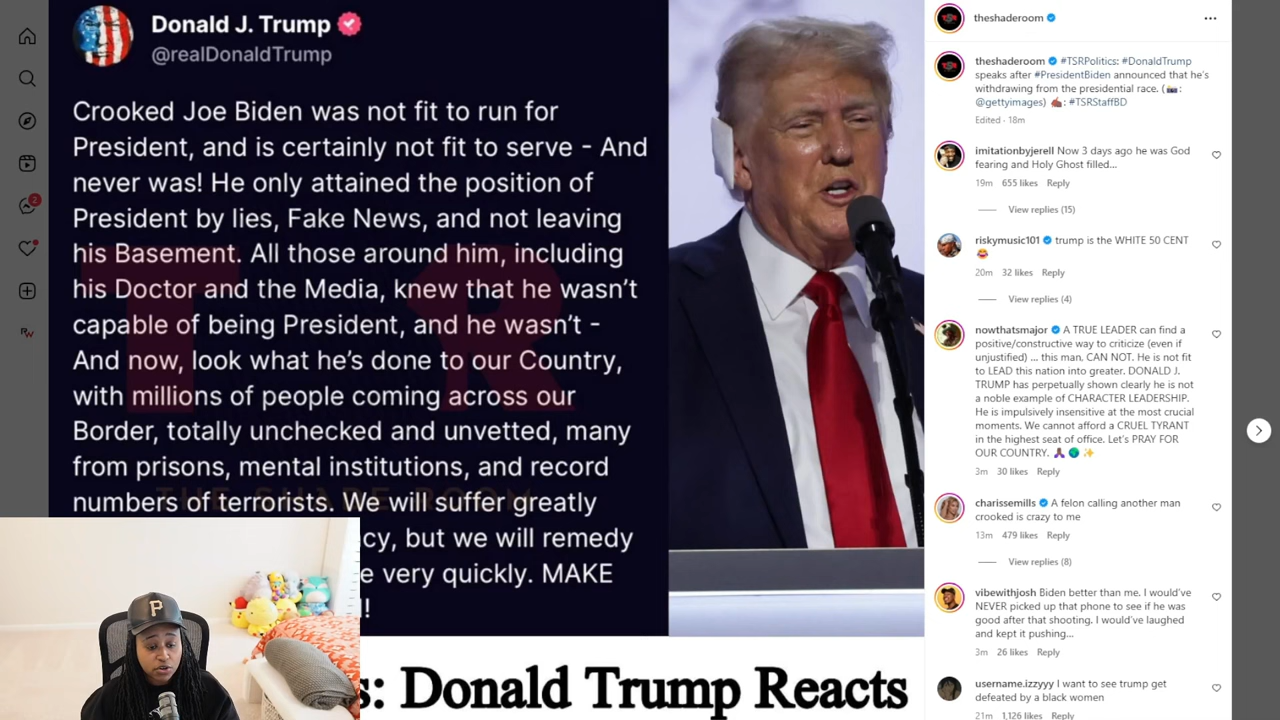 Donald J. Trump
@realDonaldTrump
Crooked Joe Biden was not fit to run for
President, and is certainly not fit to serve - And
never was! He only attained the position of
President by lies, Fake News, and not leaving
his Basement. All those around him, including
his Doctor and the Media, knew that he wasn't
capable of being President, and he wasn't -
And now, look what he's done to our Country,
with millions of people coming across our
Border, totally unchecked and unvetted, many
from prisons, mental institutions, and record
numbers of terrorists. We will suffer greatly
cy, but we will remedy
e very quickly. MAKE
!
s: Donald Trump Reacts
theshaderoom
theshaderoom #TSRPolitics: #DonaldTrump
speaks after #PresidentBiden announced that he's
withdrawing from the presidential race. (📸:
@gettyimages) ✍🏾: #TSRStaffBD
Edited · 18m
imitationbyjerell Now 3 days ago he was God
fearing and Holy Ghost filled...
19m 655 likes Reply
View replies (15)
riskymusic101 trump is the WHITE 50 CENT
😂
20m 32 likes Reply
View replies (4)
nowthatsmajor A TRUE LEADER can find a
positive/constructive way to criticize (even if
unjustified) ... this man, CAN NOT. He is not fit
to LEAD this nation into greater. DONALD J.
TRUMP has perpetually shown clearly he is not
a noble example of CHARACTER LEADERSHIP.
He is impulsively insensitive at the most crucial
moments. We cannot afford a CRUEL TYRANT
in the highest seat of office. Let's PRAY FOR
OUR COUNTRY. 🙏🏾 🌍 ✨
3m 30 likes Reply
charissemills A felon calling another man
crooked is crazy to me
13m 479 likes Reply
View replies (8)
vibewithjosh Biden better than me. I would've
NEVER picked up that phone to see if he was
good after that shooting. I would've laughed
and kept it pushing...
3m 26 likes Reply
username.izzyyy I want to see trump get
defeated by a black women
21m 1,126 likes Reply
2
RW
P